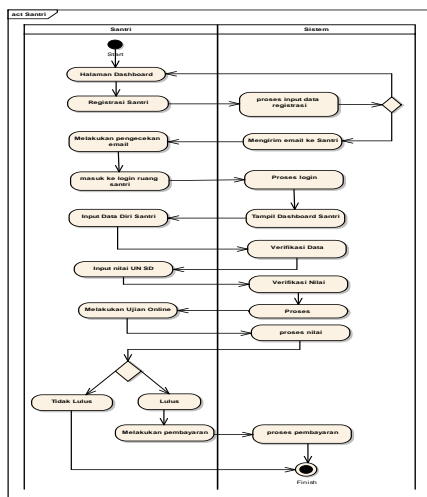 act Santri
Santri
Sistem
Start
Halaman Dashboard
Registrasi Santri
proses input data
registrasi
Melakukan pengecekan
email
Mengirim email ke Santri
masuk ke login ruang
santri
Proses login
Input Data Diri Santri
Tampil Dashboard Santri
Verifikasi Data
Input nilai UN SD
Verifikasi Nilai
Melakukan Ujian Online
Proses
proses nilai
Tidak Lulus
Lulus
Melakukan pembayaran
proses pembayaran
Finish